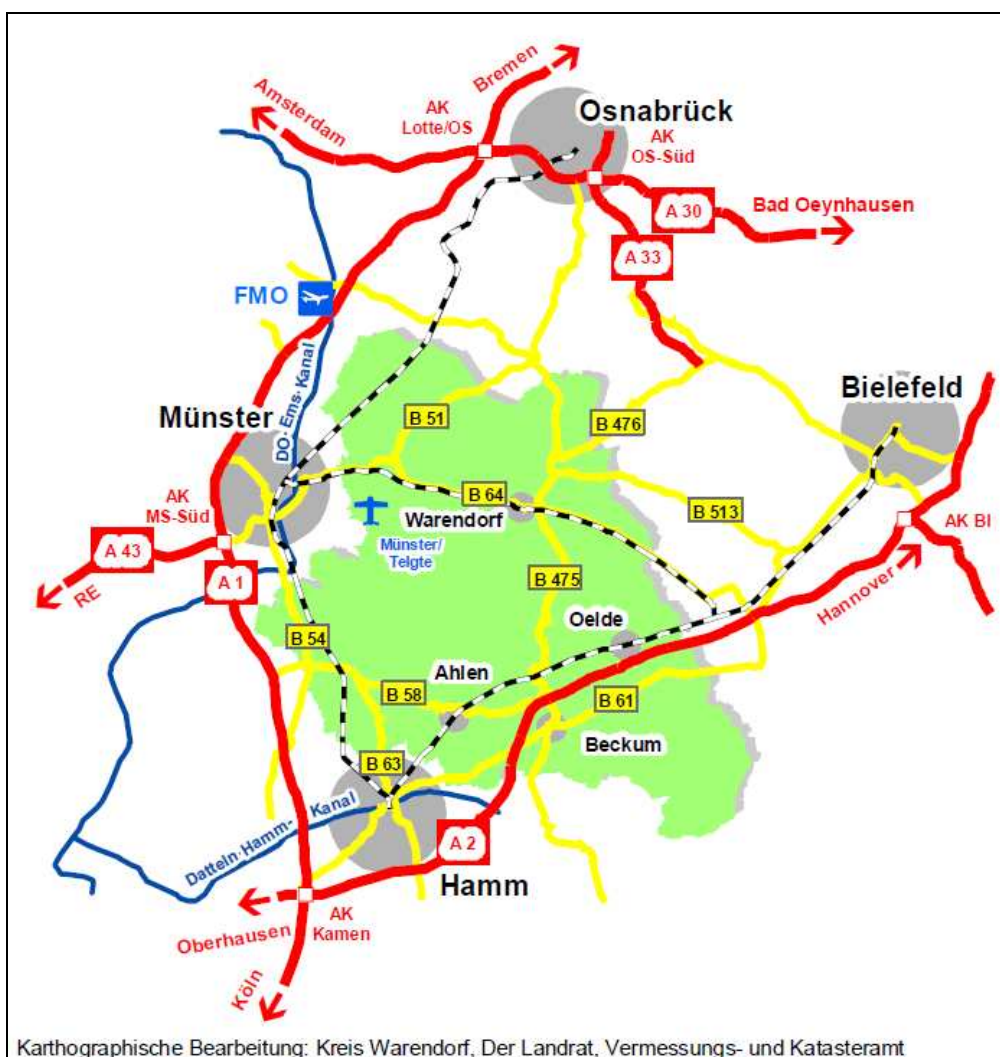 Bremen
Amsterdam
Osnabrück
AK
Lotte/OS
AK
OS-Süd
A 30
Bad Oeynhausen
A 33
FMO
DO-Ems-Kanal
Bielefeld
Münster
B 51
B 476
B 64
Warendorf
B 513
AK
MS-Süd
AK BI
Münster/
Telgte
A 43
RE
A 1
B 475
Hannover
Oelde
B 54
Ahlen
B 58
B 61
Beckum
B 63
Datteln-Hamm-Kanal
A 2
Hamm
AK
Kamen
Oberhausen
Köln
Karthographische Bearbeitung: Kreis Warendorf, Der Landrat, Vermessungs- und Katasteramt